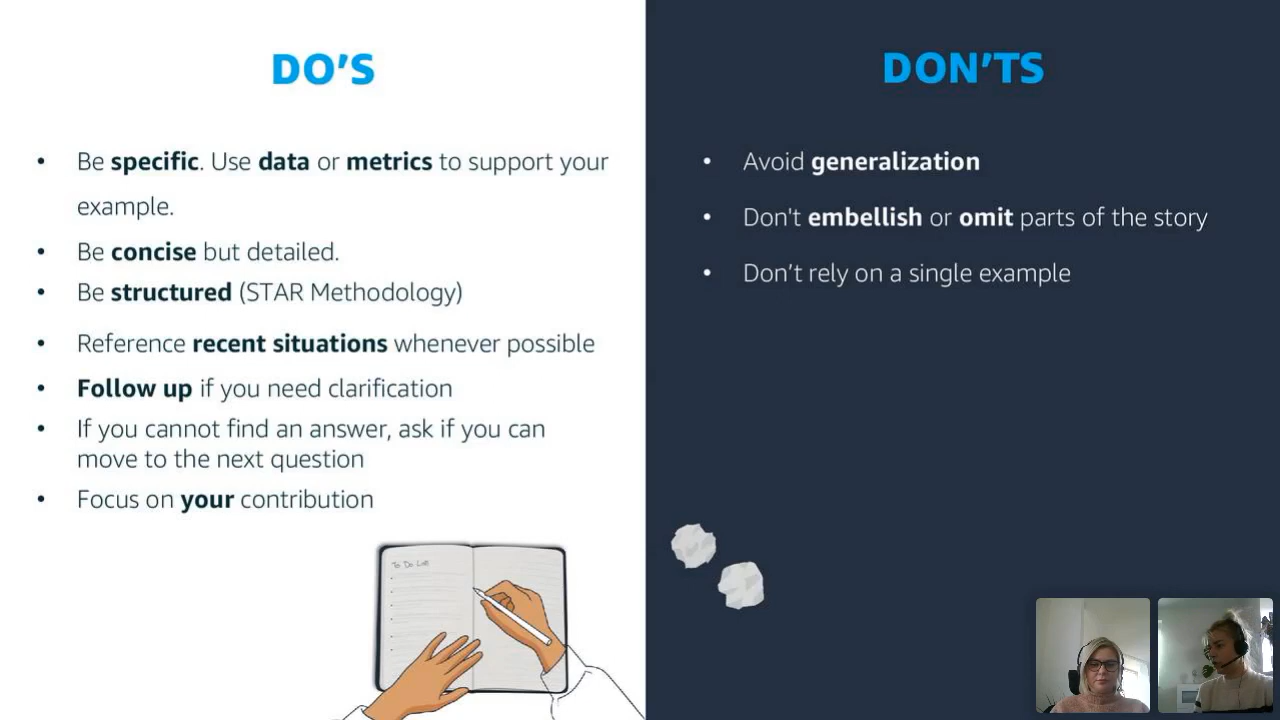 DO’S
• Be specific. Use data or metrics to support your
example.
• Be concise but detailed.
• Be structured (STAR Methodology)
• Reference recent situations whenever possible
• Follow up if you need clarification
• If you cannot find an answer, ask if you can
move to the next question
• Focus on your contribution
To Do List
DON’TS
• Avoid generalization
• Don't embellish or omit parts of the story
• Don’t rely on a single example